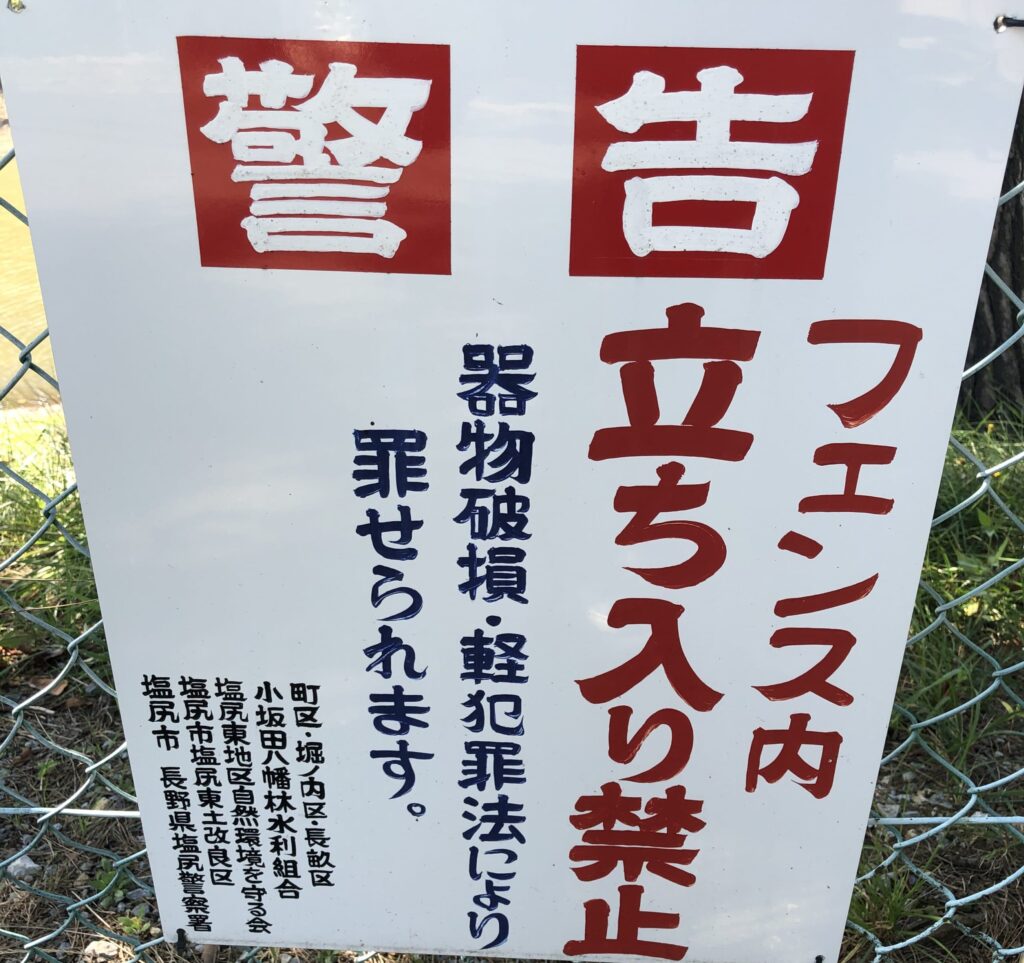 警告
フェンス内
立ち入り禁止
器物破損・軽犯罪法により
罪せられます。
町区・堀ノ内区・長畝区
小坂田八幡林水利組合
塩尻東地区自然環境を守る会
塩尻市塩尻東土改良区
塩尻市 長野県塩尻警察署